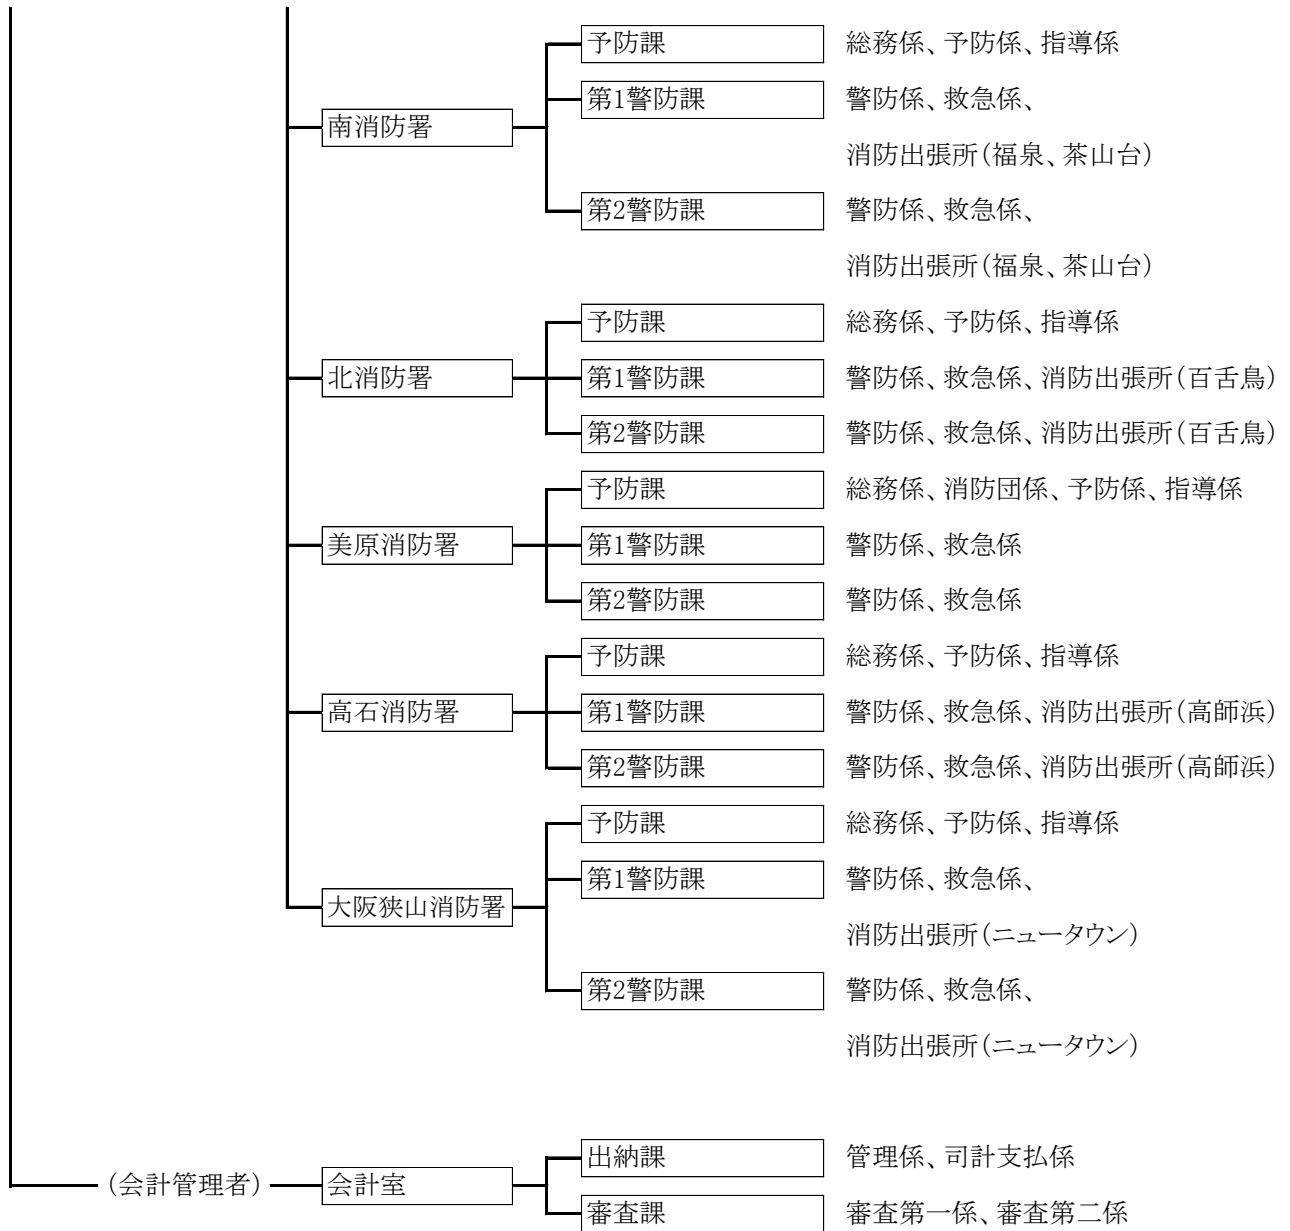 予防課 総務係、予防係、指導係
第1警防課 警防係、救急係、
南消防署
消防出張所(福泉、茶山台)
第2警防課 警防係、救急係、
消防出張所(福泉、茶山台)
予防課 総務係、予防係、指導係
北消防署 第1警防課 警防係、救急係、消防出張所(百舌鳥)
第2警防課 警防係、救急係、消防出張所(百舌鳥)
予防課 総務係、消防団係、予防係、指導係
美原消防署 第1警防課 警防係、救急係
第2警防課 警防係、救急係
予防課 総務係、予防係、指導係
高石消防署 第1警防課 警防係、救急係、消防出張所(高師浜)
第2警防課 警防係、救急係、消防出張所(高師浜)
予防課 総務係、予防係、指導係
第1警防課 警防係、救急係、
大阪狭山消防署
消防出張所(ニュータウン)
第2警防課 警防係、救急係、
消防出張所(ニュータウン)
出納課 管理係、司計支払係
(会計管理者) 会計室
審査課 審査第一係、審査第二係